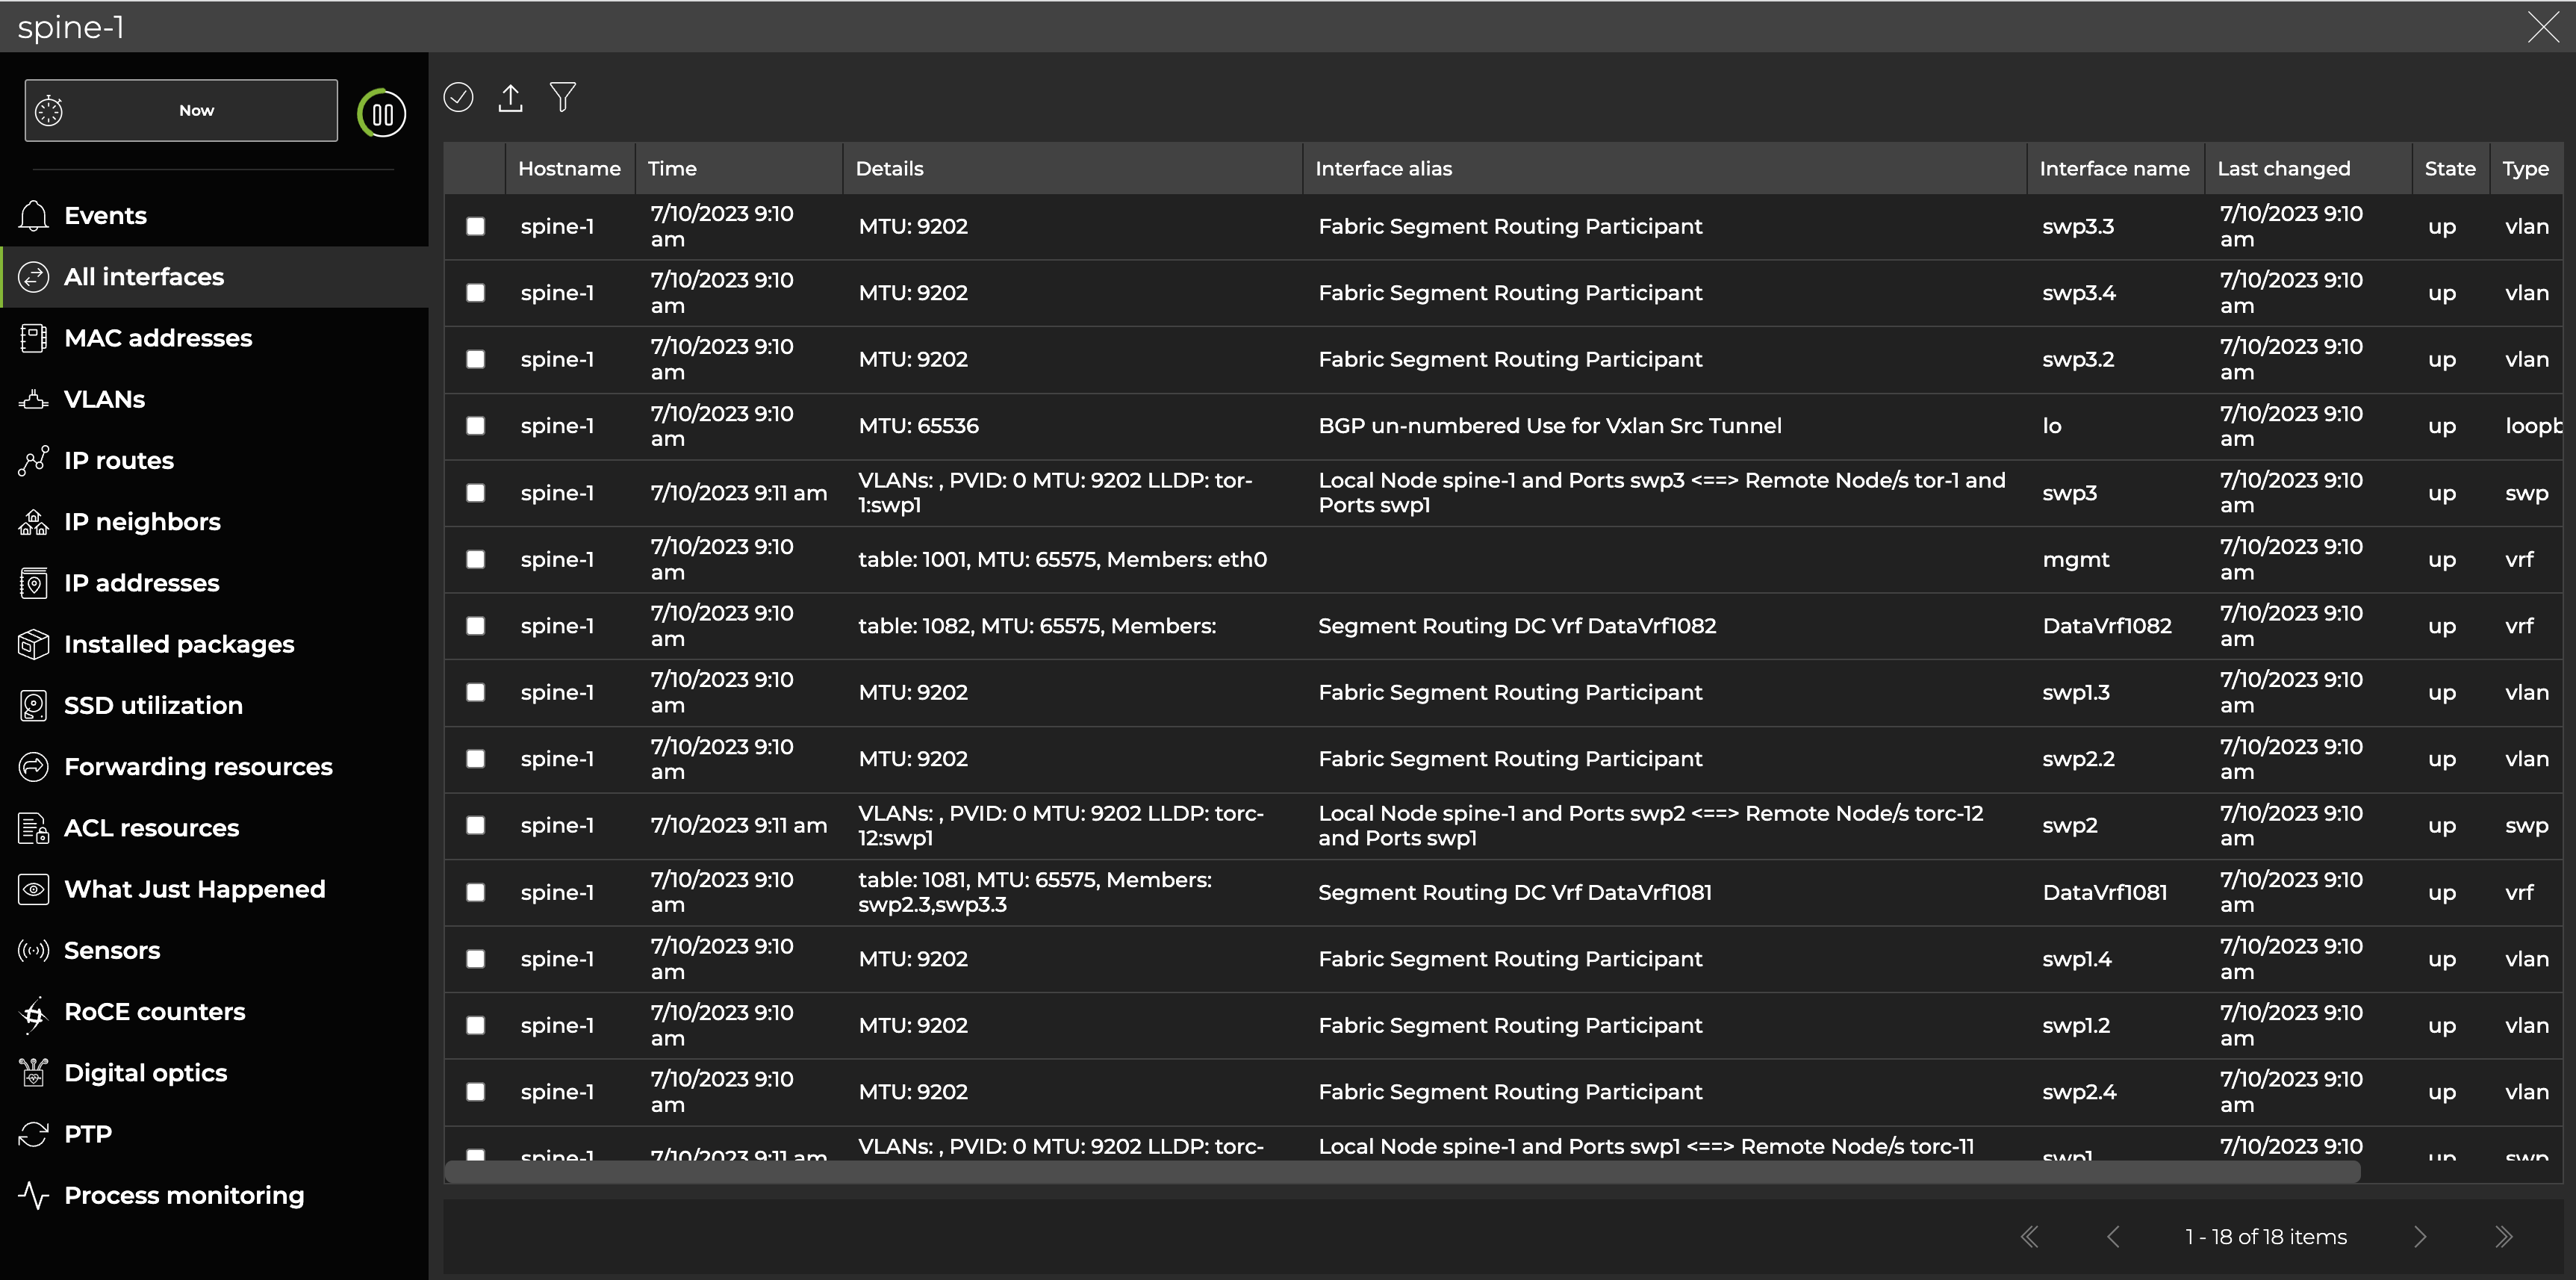 spine-1
Now
Events
All interfaces
MAC addresses
VLANs
IP routes
IP neighbors
IP addresses
Installed packages
SSD utilization
Forwarding resources
ACL resources
What Just Happened
Sensors
RoCE counters
Digital optics
PTP
Process monitoring
Hostname Time Details Interface alias Interface name Last changed State Type
spine-1 7/10/2023 9:10 am MTU: 9202 Fabric Segment Routing Participant swp3.3 7/10/2023 9:10 am up vlan
spine-1 7/10/2023 9:10 am MTU: 9202 Fabric Segment Routing Participant swp3.4 7/10/2023 9:10 am up vlan
spine-1 7/10/2023 9:10 am MTU: 9202 Fabric Segment Routing Participant swp3.2 7/10/2023 9:10 am up vlan
spine-1 7/10/2023 9:10 am MTU: 65536 BGP un-numbered Use for Vxlan Src Tunnel lo 7/10/2023 9:10 am up loopb
spine-1 7/10/2023 9:11 am VLANs: , PVID: 0 MTU: 9202 LLDP: tor-1:swp1 Local Node spine-1 and Ports swp3 <==> Remote Node/s tor-1 and Ports swp1 swp3 7/10/2023 9:10 am up swp
spine-1 7/10/2023 9:10 am table: 1001, MTU: 65575, Members: eth0 mgmt 7/10/2023 9:10 am up vrf
spine-1 7/10/2023 9:10 am table: 1082, MTU: 65575, Members: Segment Routing DC Vrf DataVrf1082 DataVrf1082 7/10/2023 9:10 am up vrf
spine-1 7/10/2023 9:10 am MTU: 9202 Fabric Segment Routing Participant swp1.3 7/10/2023 9:10 am up vlan
spine-1 7/10/2023 9:10 am MTU: 9202 Fabric Segment Routing Participant swp2.2 7/10/2023 9:10 am up vlan
spine-1 7/10/2023 9:11 am VLANs: , PVID: 0 MTU: 9202 LLDP: torc-12:swp1 Local Node spine-1 and Ports swp2 <==> Remote Node/s torc-12 and Ports swp1 swp2 7/10/2023 9:10 am up swp
spine-1 7/10/2023 9:10 am table: 1081, MTU: 65575, Members: swp2.3,swp3.3 Segment Routing DC Vrf DataVrf1081 DataVrf1081 7/10/2023 9:10 am up vrf
spine-1 7/10/2023 9:10 am MTU: 9202 Fabric Segment Routing Participant swp1.4 7/10/2023 9:10 am up vlan
spine-1 7/10/2023 9:10 am MTU: 9202 Fabric Segment Routing Participant swp1.2 7/10/2023 9:10 am up vlan
spine-1 7/10/2023 9:10 am MTU: 9202 Fabric Segment Routing Participant swp2.4 7/10/2023 9:10 am up vlan
spine-1 7/10/2023 9:11 am VLANs: , PVID: 0 MTU: 9202 LLDP: torc- Local Node spine-1 and Ports swp1 <==> Remote Node/s torc-11 swp1 7/10/2023 9:10 up swp
1 - 18 of 18 items